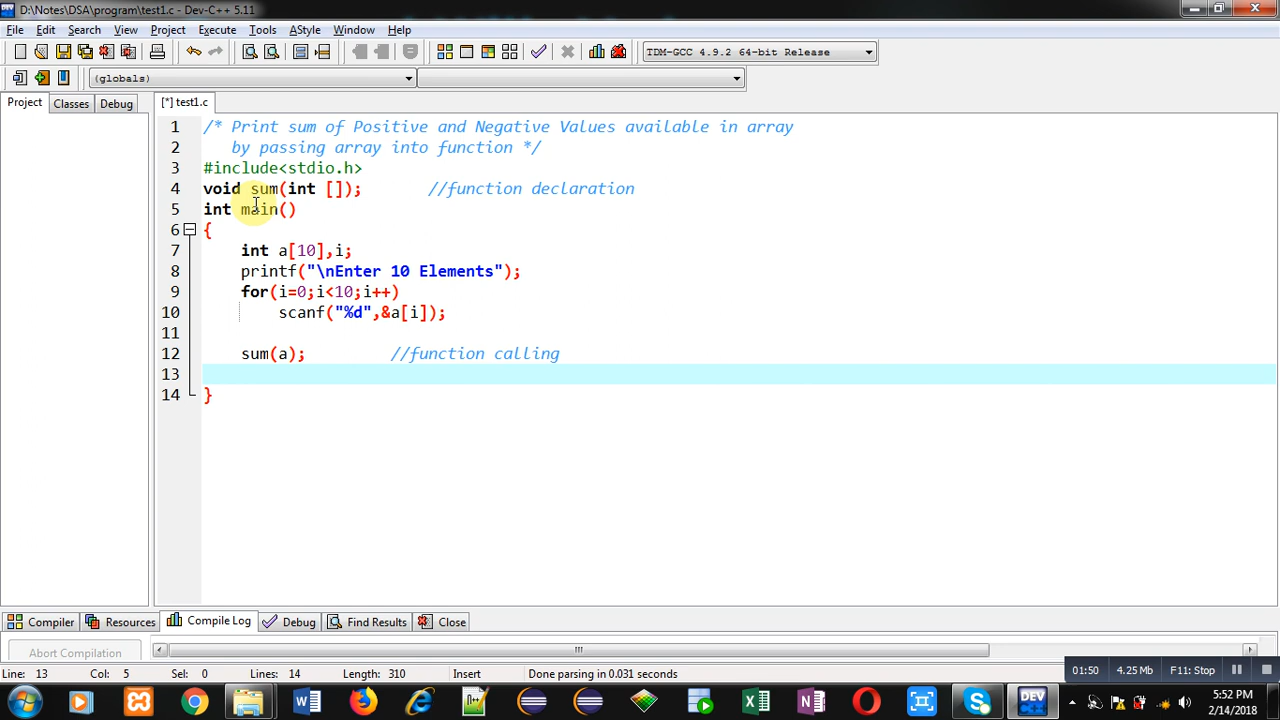 D:\Notes\DSA\program\test1.c - Dev-C++ 5.11
File Edit Search View Project Execute Tools AStyle Window Help
TDM-GCC 4.9.2 64-bit Release
(globals)
Project Classes Debug [*] test1.c
1 /* Print sum of Positive and Negative Values available in array
2 by passing array into function */
3 #include<stdio.h>
4 void sum(int []); //function declaration
5 int main()
6 {
7 int a[10],i;
8 printf("\nEnter 10 Elements");
9 for(i=0;i<10;i++)
10 scanf("%d",&a[i]);
11
12 sum(a); //function calling
13
14 }
Compiler Resources Compile Log Debug Find Results Close
Abort Compilation
Line: 13 Col: 5 Sel: 0 Lines: 14 Length: 310 Insert Done parsing in 0.031 seconds
01:50 4.25 Mb F11: Stop
DEV
5:52 PM
2/14/2018